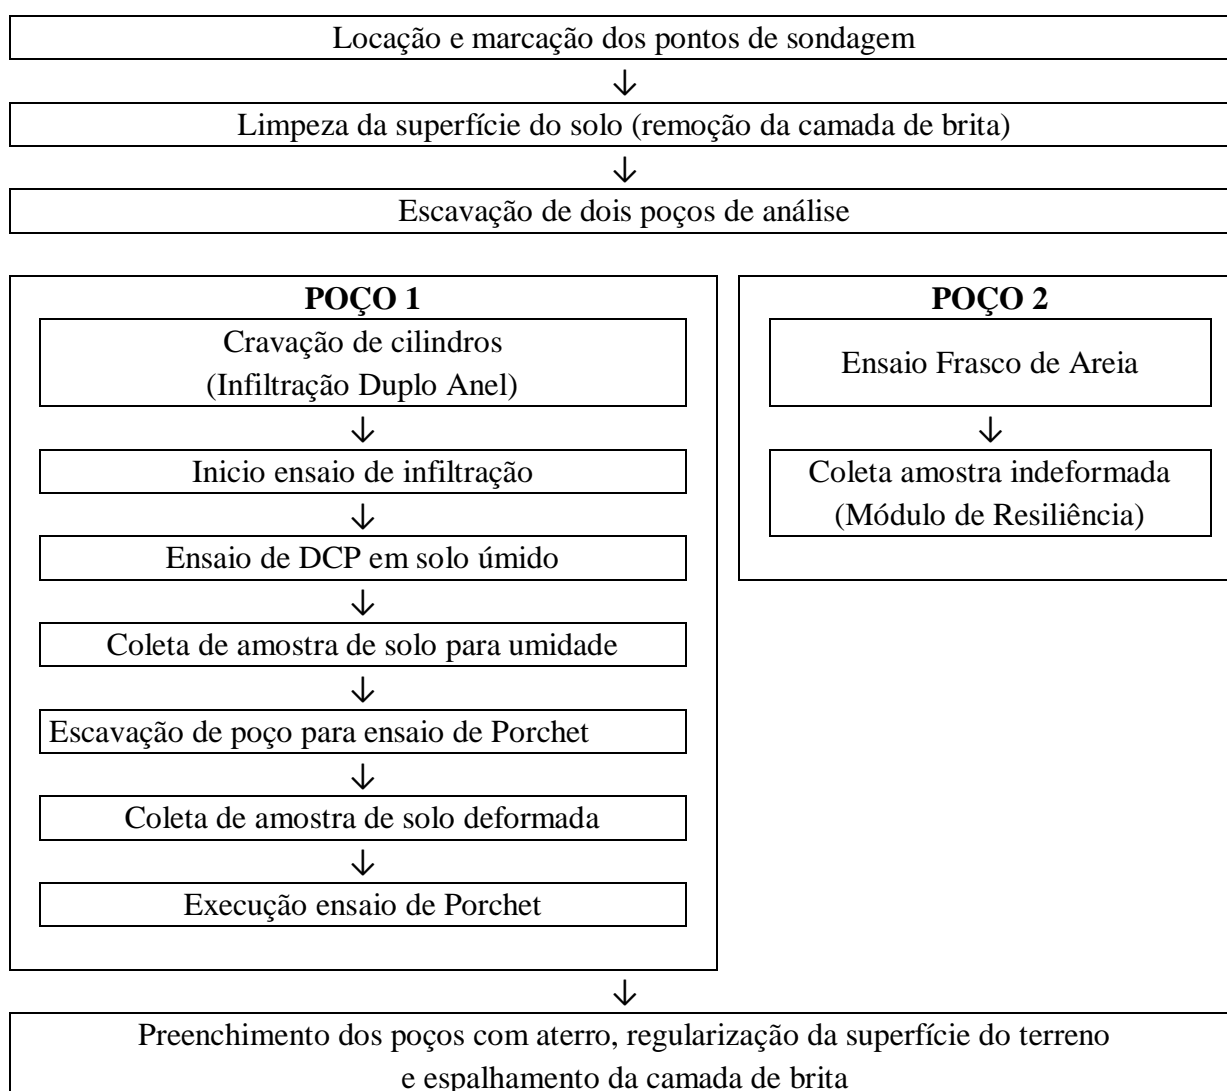 Locação e marcação dos pontos de sondagem
↓
Limpeza da superfície do solo (remoção da camada de brita)
↓
Escavação de dois poços de análise
POÇO 1
Cravação de cilindros
(Infiltração Duplo Anel)
↓
Inicio ensaio de infiltração
↓
Ensaio de DCP em solo úmido
↓
Coleta de amostra de solo para umidade
↓
Escavação de poço para ensaio de Porchet
↓
Coleta de amostra de solo deformada
↓
Execução ensaio de Porchet
POÇO 2
Ensaio Frasco de Areia
↓
Coleta amostra indeformada
(Módulo de Resiliência)
↓
Preenchimento dos poços com aterro, regularização da superfície do terreno
e espalhamento da camada de brita